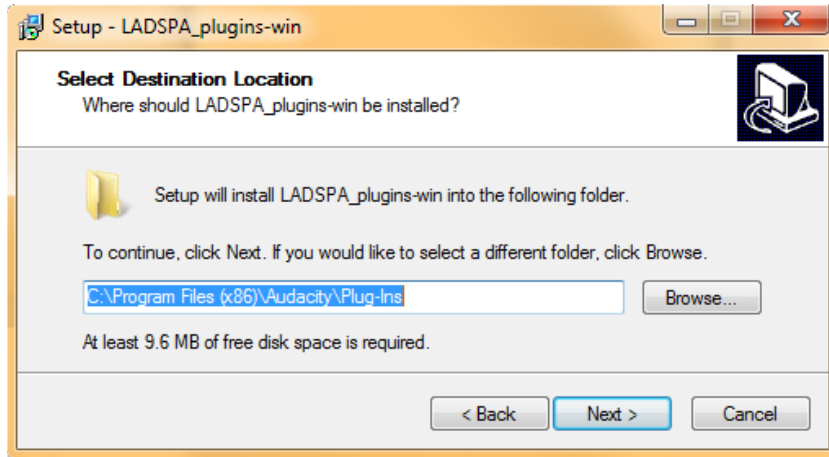 Setup - LADSPA_plugins-win
Select Destination Location
Where should LADSPA_plugins-win be installed?
Setup will install LADSPA_plugins-win into the following folder.
To continue, click Next. If you would like to select a different folder, click Browse.
C:\Program Files (x86)\Audacity\Plug-Ins
Browse...
At least 9.6 MB of free disk space is required.
< Back Next > Cancel